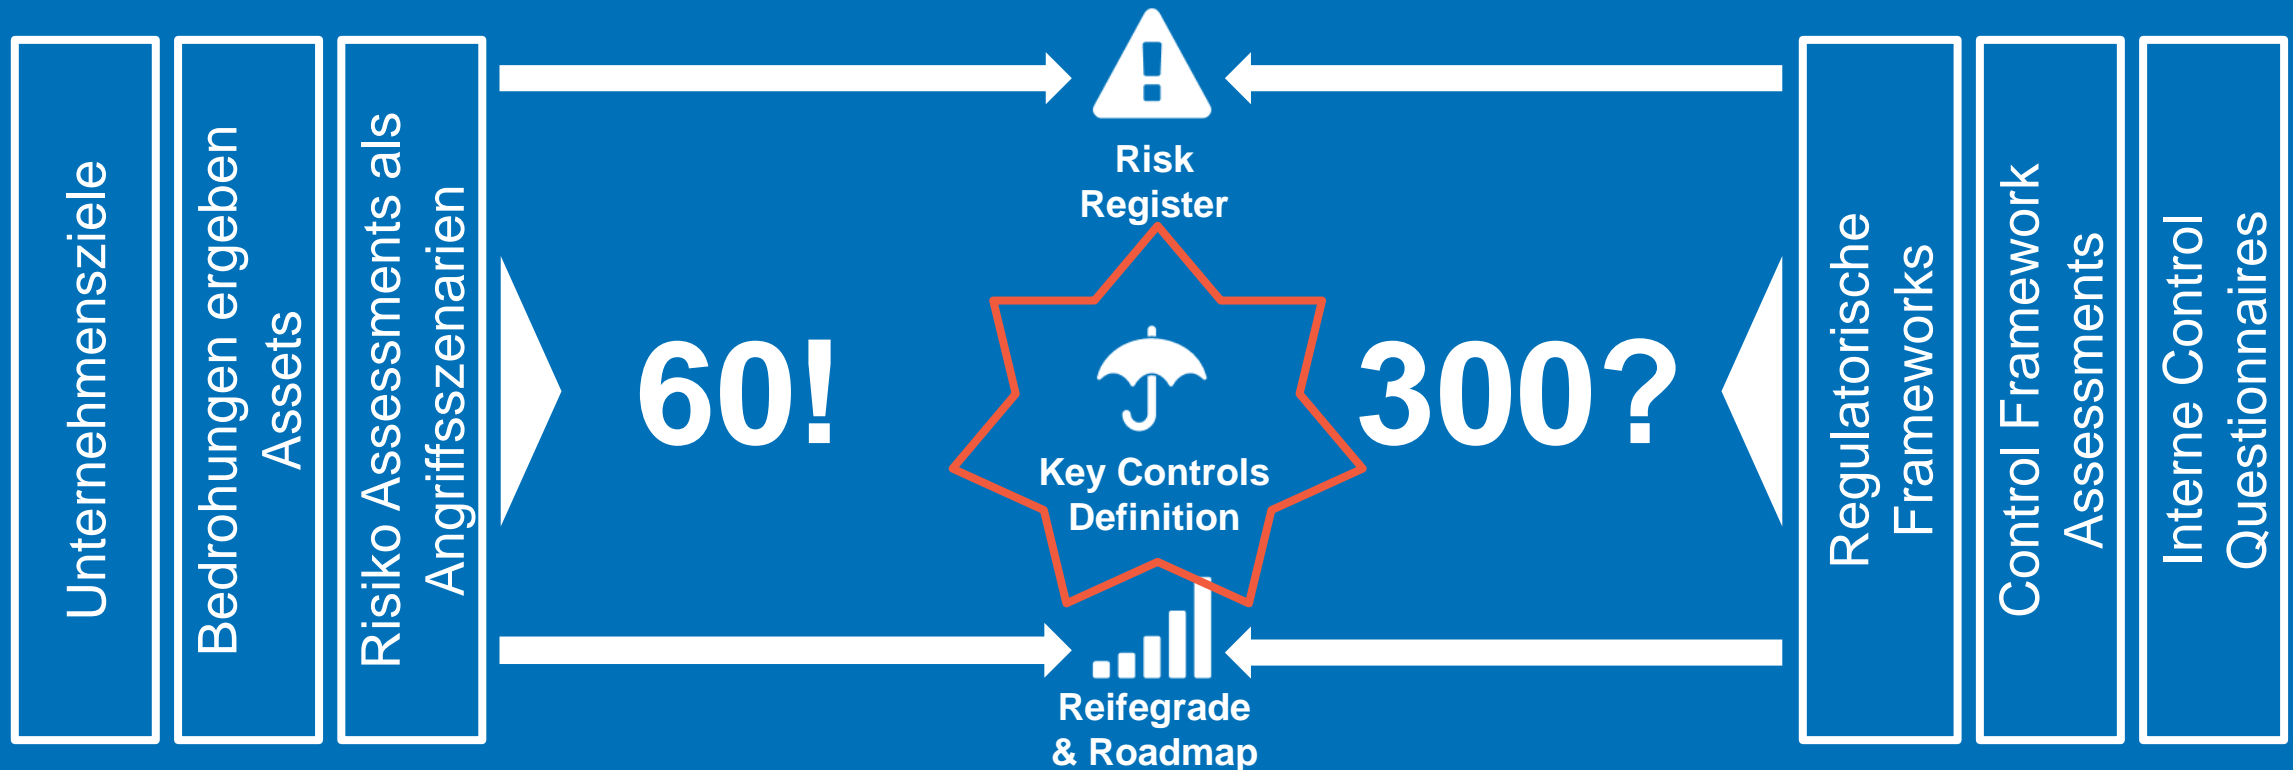 Unternehmensziele
Bedrohungen ergeben
Assets
Risiko Assessments als
Angriffsszenarien
60!
Risk
Register
Key Controls
Definition
Reifegrade
& Roadmap
300?
Regulatorische
Frameworks
Control Framework
Assessments
Interne Control
Questionnaires